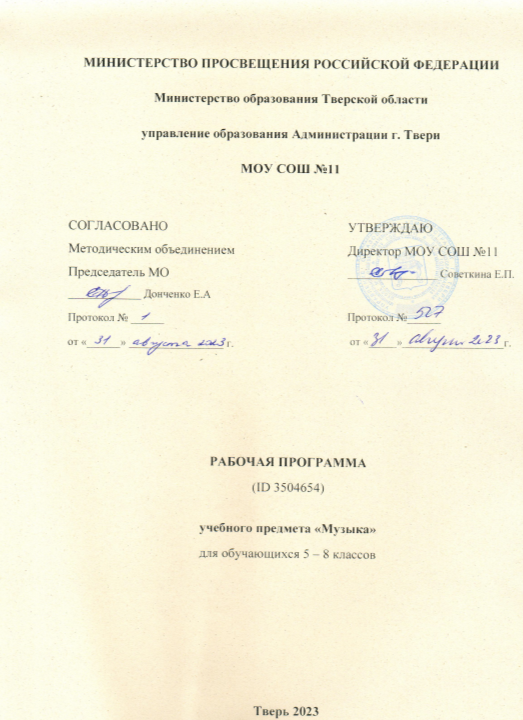 МИНИСТЕРСТВО ПРОСВЕЩЕНИЯ РОССИЙСКОЙ ФЕДЕРАЦИИ
Министерство образования Тверской области
управление образования Администрации г. Твери
МОУ СОШ №11
СОГЛАСОВАНО
Методическим объединением
Председатель МО
Донченко Е.А
Протокол № 1
от «31» августа 2023 г.
УТВЕРЖДАЮ
Директор МОУ СОШ №11
Советкина Е.П.
Протокол № 527
от «31» августа 2023 г.
РАБОЧАЯ ПРОГРАММА
(ID 3504654)
учебного предмета «Музыка»
для обучающихся 5 – 8 классов
Тверь 2023